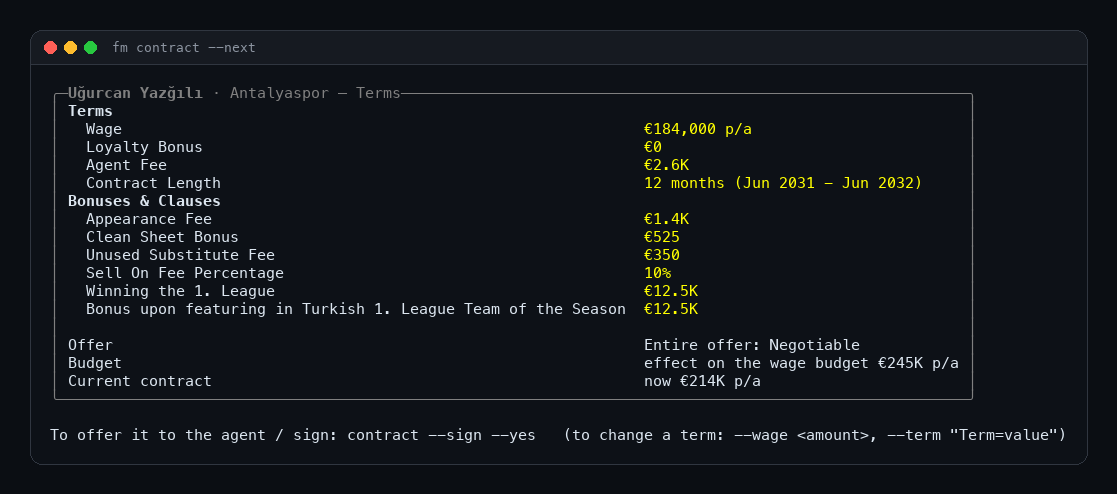 fm contract --next
Uğurcan Yazğılı · Antalyaspor — Terms
Terms
Wage €184,000 p/a
Loyalty Bonus €0
Agent Fee €2.6K
Contract Length 12 months (Jun 2031 – Jun 2032)
Bonuses & Clauses
Appearance Fee €1.4K
Clean Sheet Bonus €525
Unused Substitute Fee €350
Sell On Fee Percentage 10%
Winning the 1. League €12.5K
Bonus upon featuring in Turkish 1. League Team of the Season €12.5K
Offer Entire offer: Negotiable
Budget effect on the wage budget €245K p/a
Current contract now €214K p/a
To offer it to the agent / sign: contract --sign --yes (to change a term: --wage <amount>, --term "Term=value")